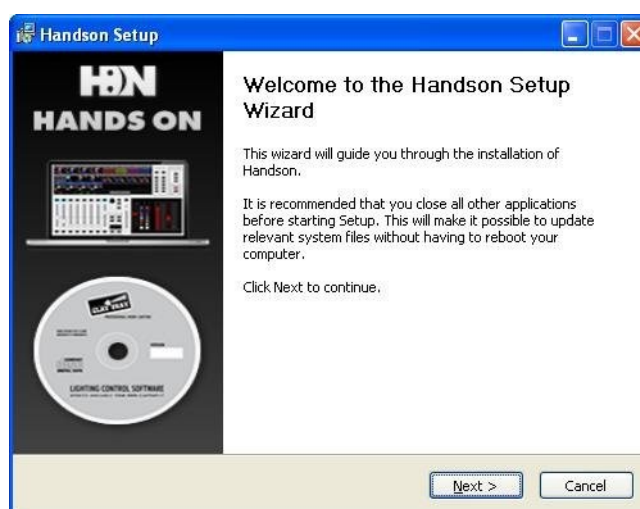 Handson Setup
HON
HANDS ON
CLAY PAKY
LIGHTING CONTROL SOFTWARE
Welcome to the Handson Setup
Wizard
This wizard will guide you through the installation of
Handson.
It is recommended that you close all other applications
before starting Setup. This will make it possible to update
relevant system files without having to reboot your
computer.
Click Next to continue.
Next >
Cancel